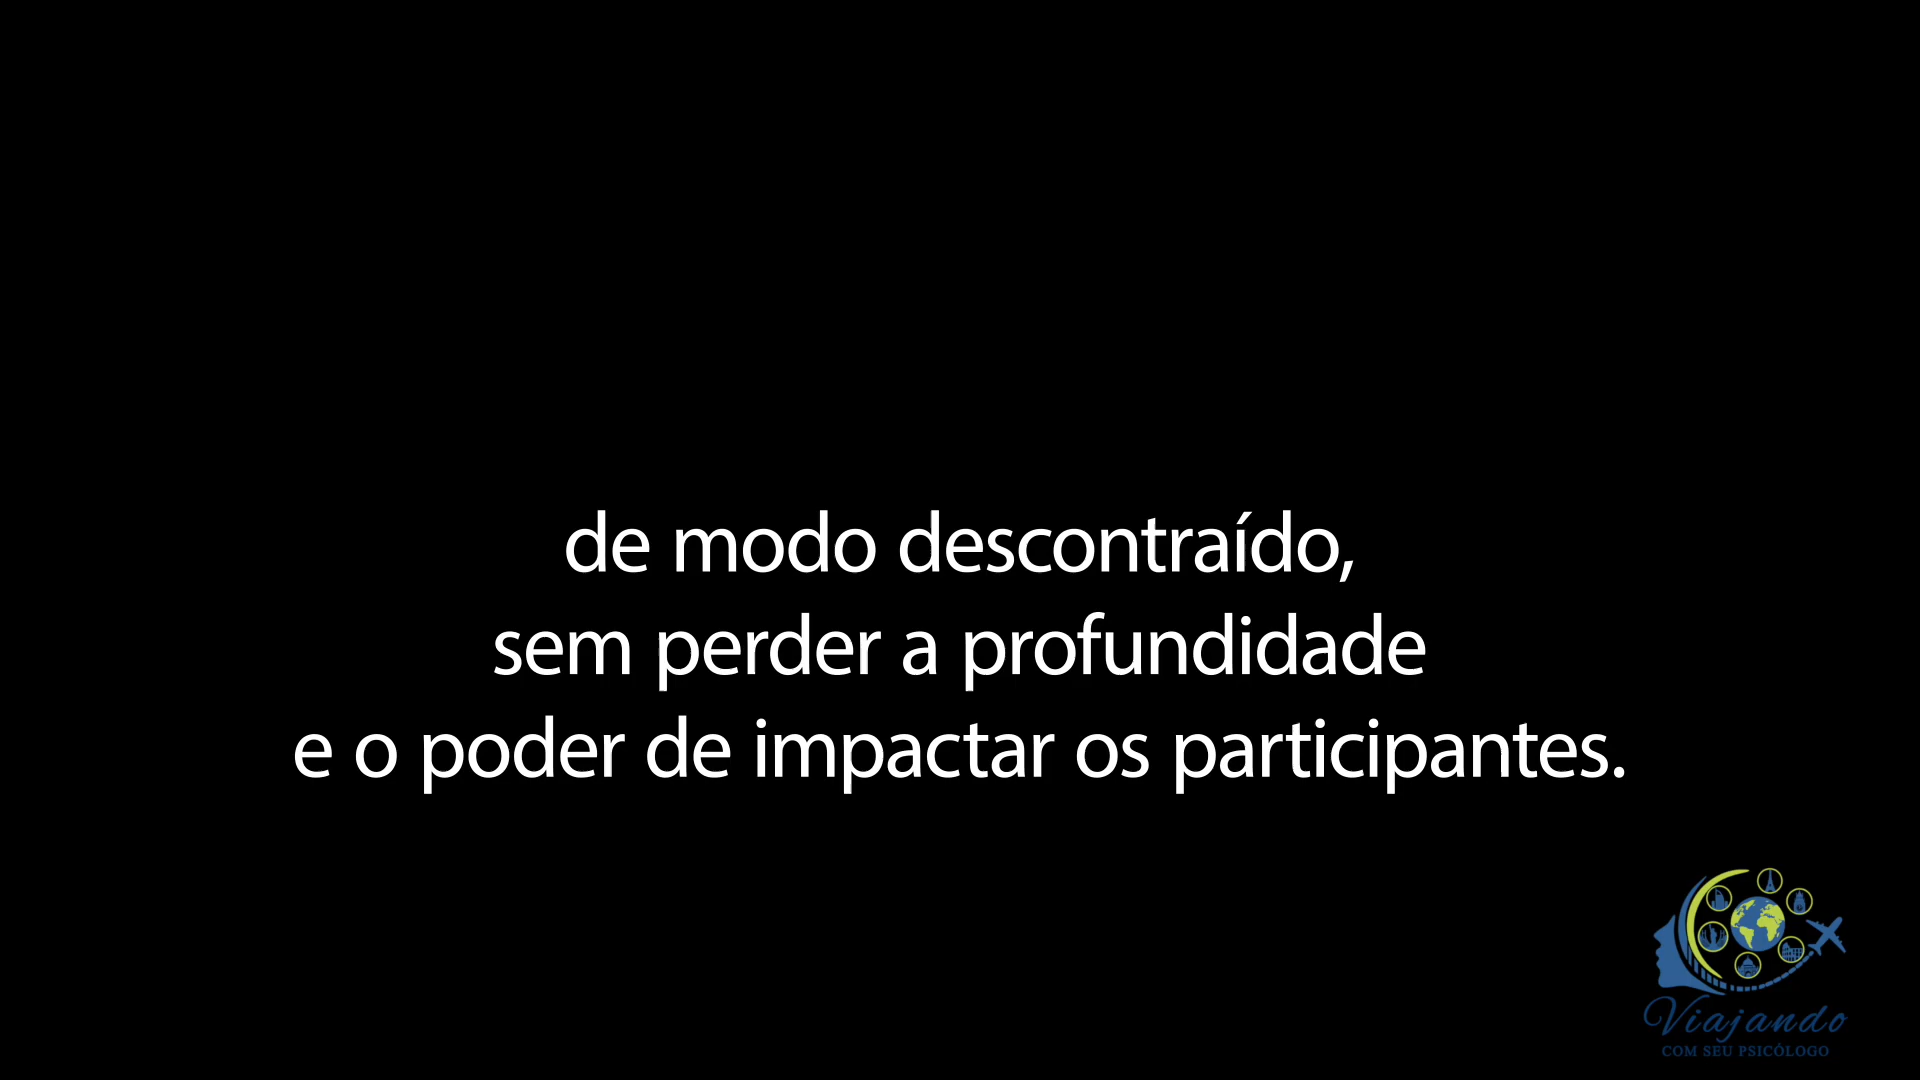 de modo descontraído,
sem perder a profundidade
e o poder de impactar os participantes.
Viajando
COM SEU PSICÓLOGO